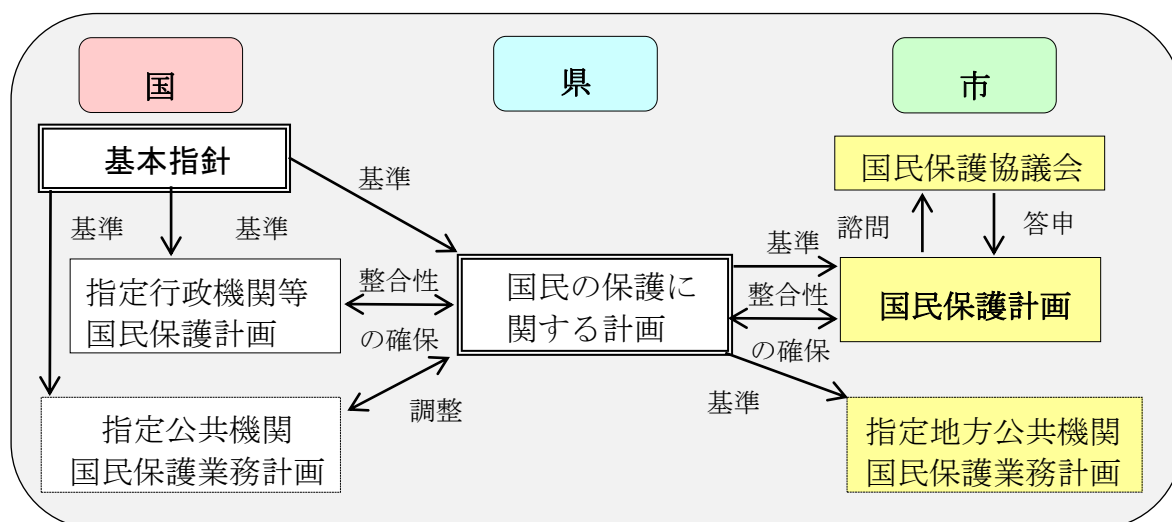 国
県
市
基本指針
国民保護協議会
基準
基準
基準
諮問
答申
基準
指定行政機関等
国民保護計画
整合性
の確保
国民の保護に
関する計画
整合性
の確保
国民保護計画
調整
基準
指定公共機関
国民保護業務計画
指定地方公共機関
国民保護業務計画